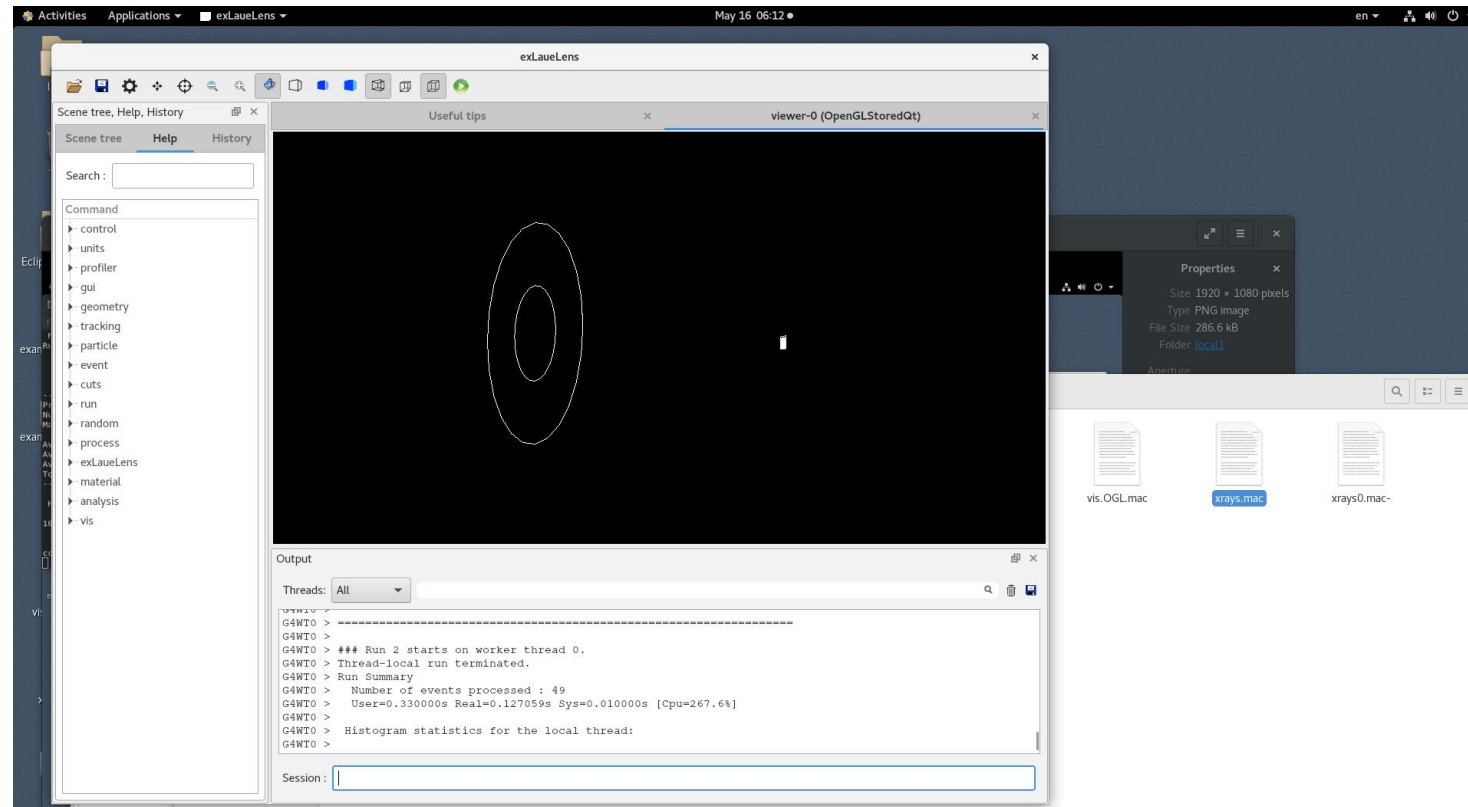 Activities Applications exLaueLens May 16 06:12 en
exLaueLens
Scene tree, Help, History
Useful tips
viewer-0 (OpenGLStoredQt)
Scene tree Help History
Search :
Command
control
units
profiler
gui
geometry
tracking
particle
event
cuts
run
random
process
exLaueLens
material
analysis
vis
Output
Threads: All
G4WT0 >
G4WT0 > ==================================================================
G4WT0 >
G4WT0 > ### Run 2 starts on worker thread 0.
G4WT0 > Thread-local run terminated.
G4WT0 > Run Summary
G4WT0 > Number of events processed : 49
G4WT0 > User=0.330000s Real=0.127059s Sys=0.010000s [Cpu=267.6%]
G4WT0 >
G4WT0 > Histogram statistics for the local thread:
G4WT0 >
Session :
Properties
Size 1920 × 1080 pixels
Type PNG image
File Size 286.6 kB
Folder local1
Aperture
vis.OGL.mac
xrays.mac
xrays0.mac-